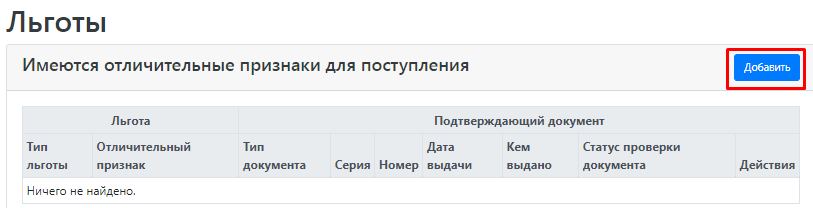 Льготы
Имеются отличительные признаки для поступления
Добавить
Льгота Подтверждающий документ
Тип льготы Отличительный признак Тип документа Серия Номер Дата выдачи Кем выдано Статус проверки документа Действия
Ничего не найдено.